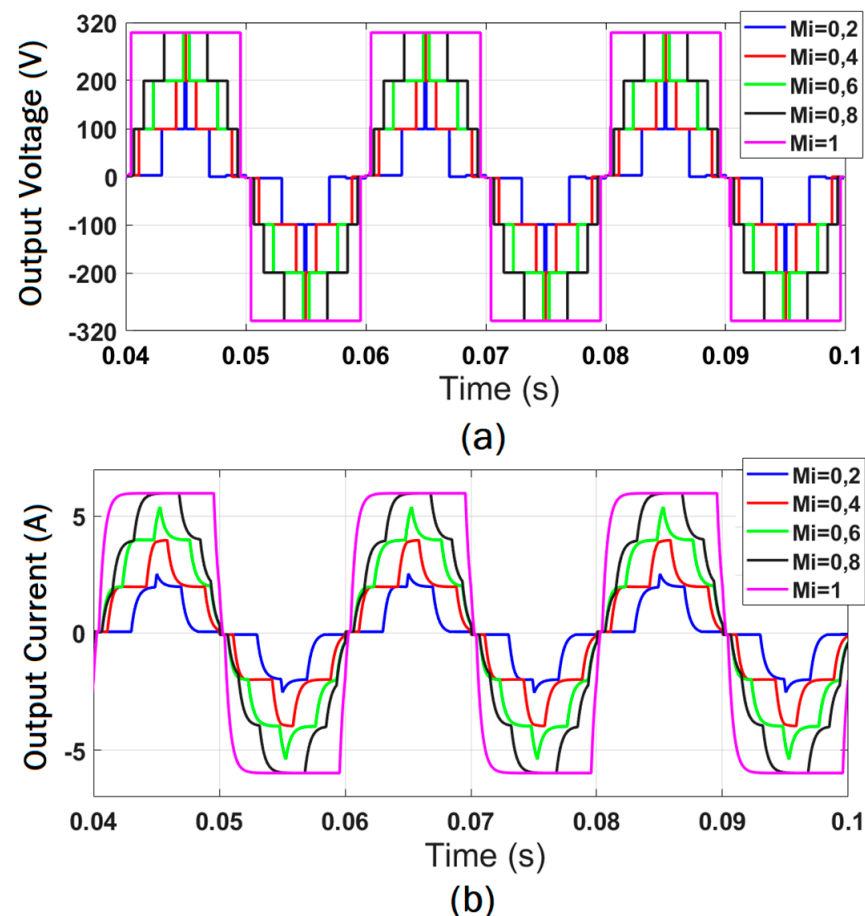 Output Voltage (V)
320
200
100
0
-100
-200
-320
0.04 0.05 0.06 0.07 0.08 0.09 0.1
Time (s)
Mi=0,2
Mi=0,4
Mi=0,6
Mi=0,8
Mi=1
(a)
Output Current (A)
5
0
-5
0.04 0.05 0.06 0.07 0.08 0.09 0.1
Time (s)
Mi=0,2
Mi=0,4
Mi=0,6
Mi=0,8
Mi=1
(b)